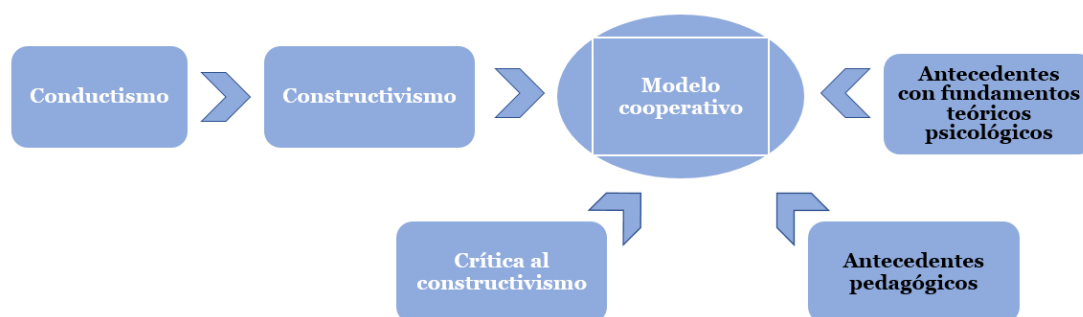 Conductismo
Constructivismo
Modelo
cooperativo
Antecedentes
con fundamentos
teóricos
psicológicos
Crítica al
constructivismo
Antecedentes
pedagógicos